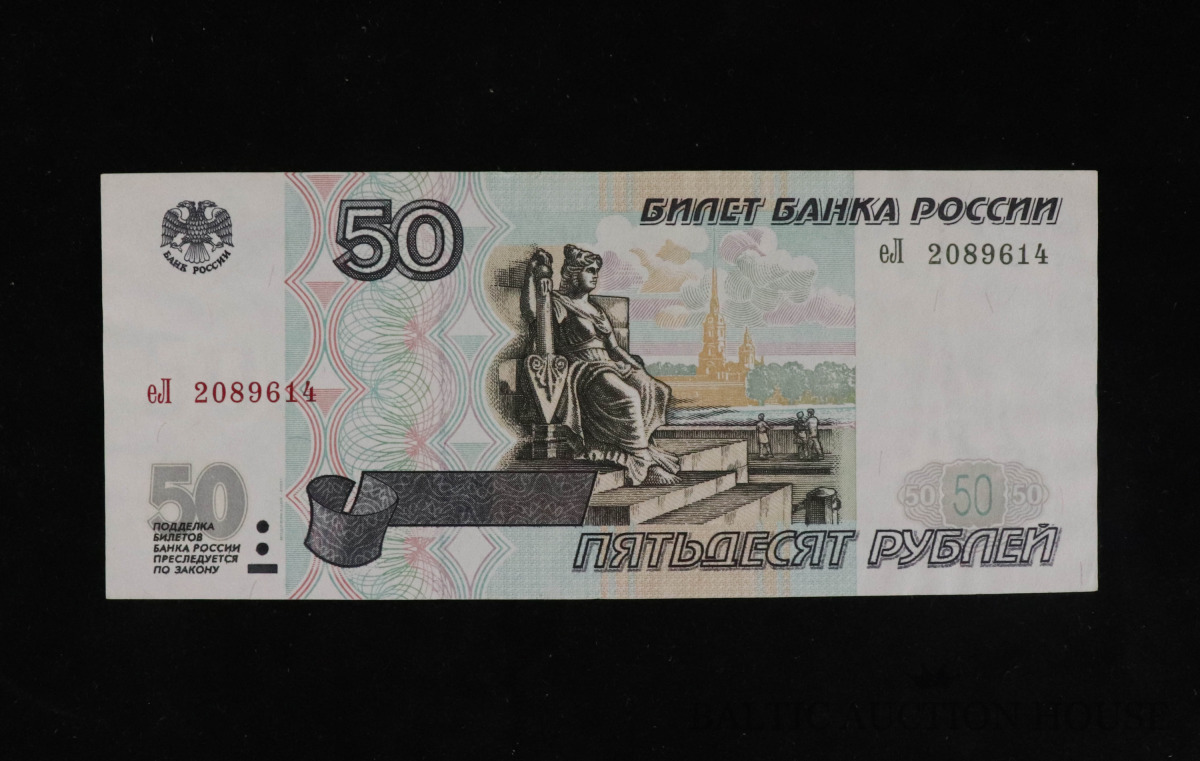 50
БИЛЕТ БАНКА РОССИИ
БАНК РОССИИ
еЛ 2089614
еЛ 2089614
50
ПОДДЕЛКА
БИЛЕТОВ
БАНКА РОССИИ
ПРЕСЛЕДУЕТСЯ
ПО ЗАКОНУ
50 50 50
ПЯТЬДЕСЯТ РУБЛЕЙ
BALTIC AUCTION HOUSE